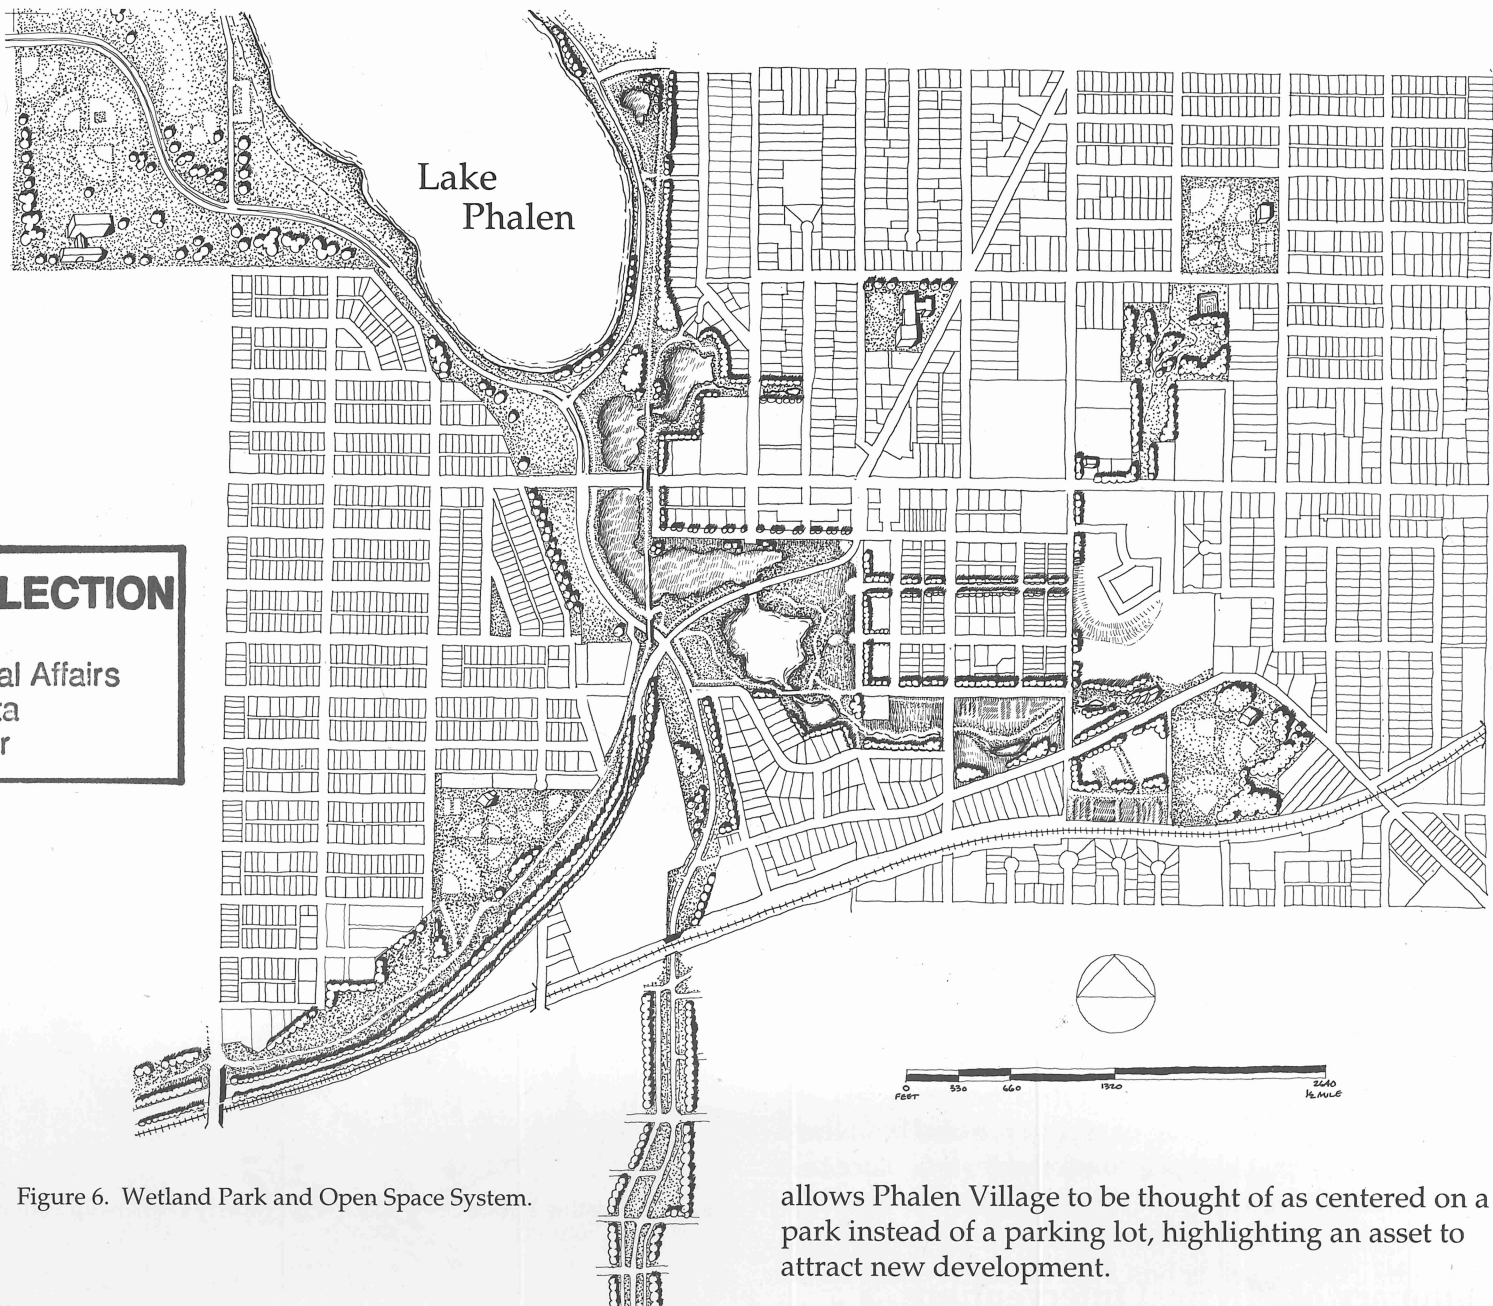 Lake
Phalen
LECTION
al Affairs
ta
r
0
330
660
1320
2640
FEET
1/2 MILE
Figure 6. Wetland Park and Open Space System.
allows Phalen Village to be thought of as centered on a
park instead of a parking lot, highlighting an asset to
attract new development.